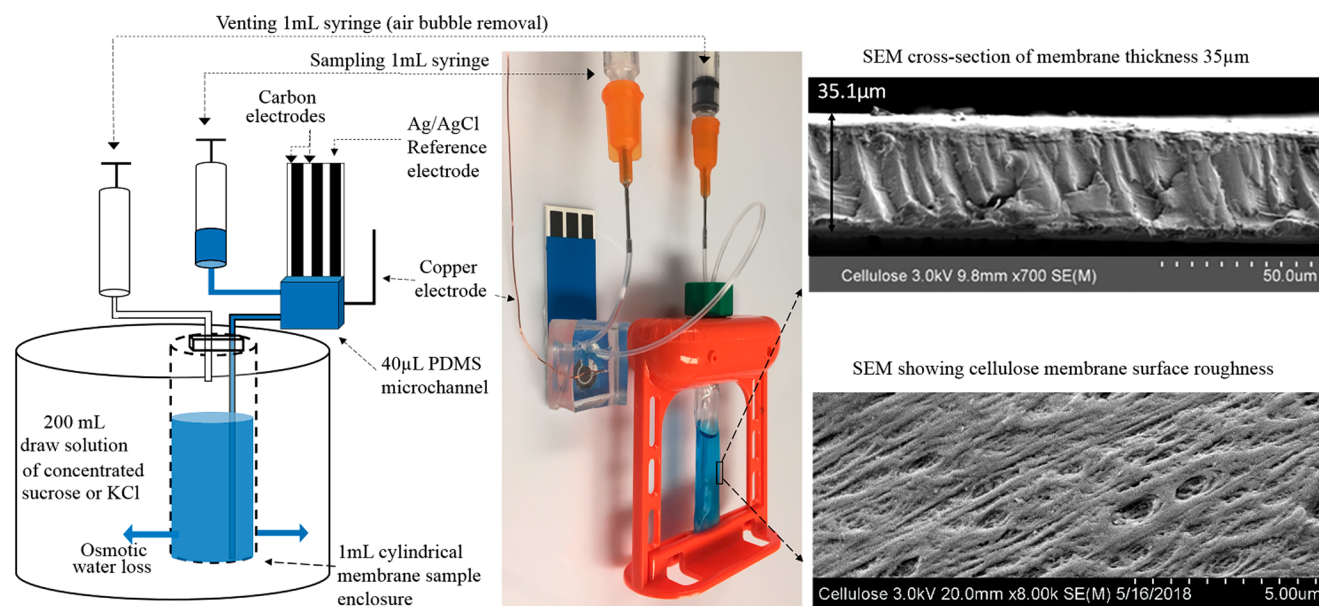 Venting 1mL syringe (air bubble removal)
Sampling 1mL syringe
Carbon
electrodes
Ag/AgCl
Reference
electrode
Copper
electrode
40µL PDMS
microchannel
200 mL
draw solution
of concentrated
sucrose or KCl
Osmotic
water loss
1mL cylindrical
membrane sample
enclosure
SEM cross-section of membrane thickness 35µm
35.1µm
Cellulose 3.0kV 9.8mm x700 SE(M)
50.0um
SEM showing cellulose membrane surface roughness
Cellulose 3.0kV 20.0mm x8.00k SE(M) 5/16/2018
5.00um